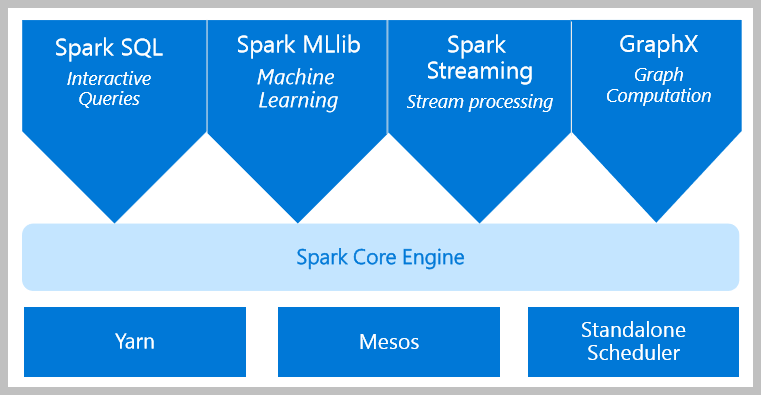 Spark SQL
Interactive
Queries
Spark MLlib
Machine
Learning
Spark
Streaming
Stream processing
GraphX
Graph
Computation
Spark Core Engine
Yarn
Mesos
Standalone
Scheduler